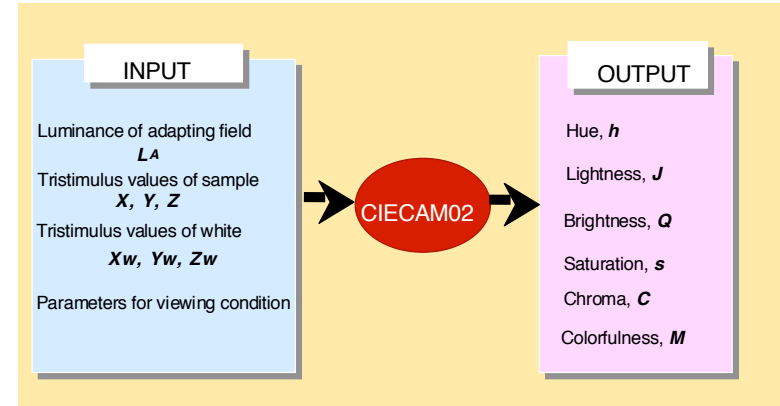 INPUT
Luminance of adapting field
LA
Tristimulus values of sample
X, Y, Z
Tristimulus values of white
Xw, Yw, Zw
Parameters for viewing condition
CIECAM02
OUTPUT
Hue, h
Lightness, J
Brightness, Q
Saturation, s
Chroma, C
Colorfulness, M